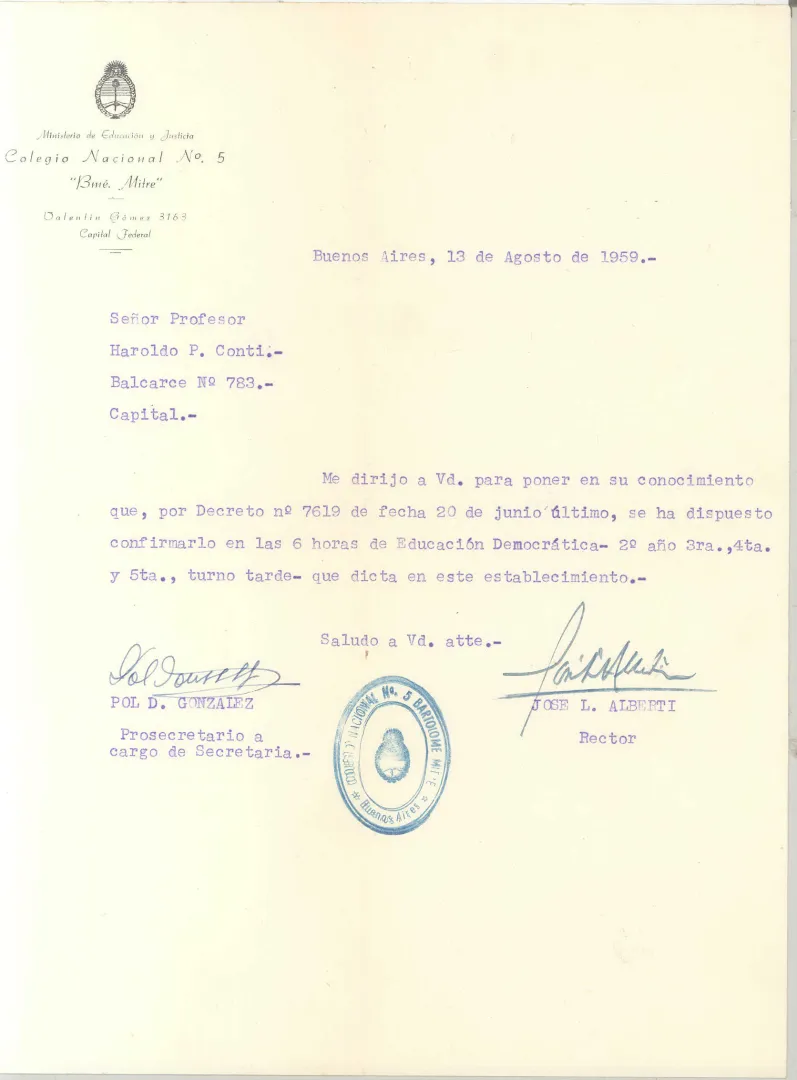 Ministerio de Educación y Justicia
Colegio Nacional Nº. 5
"Bmé. Mitre"
Valentín Gómez 3163
Capital Federal
Buenos Aires, 13 de Agosto de 1959.-
Señor Profesor
Haroldo P. Conti.-
Balcarce Nº 783.-
Capital.-
Me dirijo a Vd. para poner en su conocimiento
que, por Decreto nº 7619 de fecha 20 de junio último, se ha dispuesto
confirmarlo en las 6 horas de Educación Democrática- 2º año 3ra.,4ta.
y 5ta., turno tarde- que dicta en este establecimiento.-
Saludo a Vd. atte.-
POL D. GONZALEZ
Prosecretario a
cargo de Secretaria.-
JOSE L. ALBERTI
Rector
COLEGIO NACIONAL Nº. 5 BARTOLOME MITRE
* Buenos Aires *